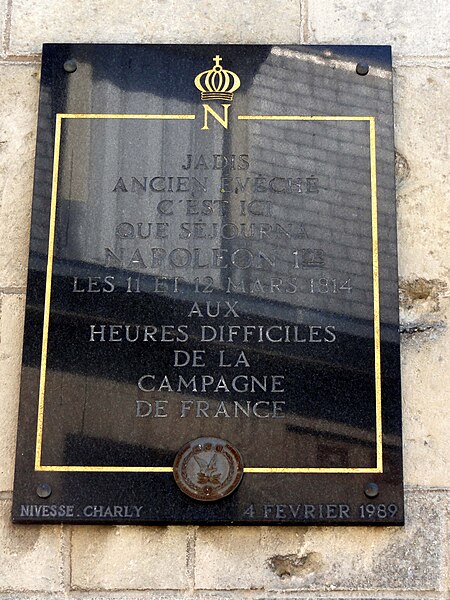 N
JADIS
ANCIEN ÉVÊCHÉ
C'EST ICI
QUE SÉJOURNA
NAPOLEON 1ER
LES 11 ET 12 MARS 1814
AUX
HEURES DIFFICILES
DE LA
CAMPAGNE
DE FRANCE
NIVESSE.CHARLY 4 FEVRIER 1989